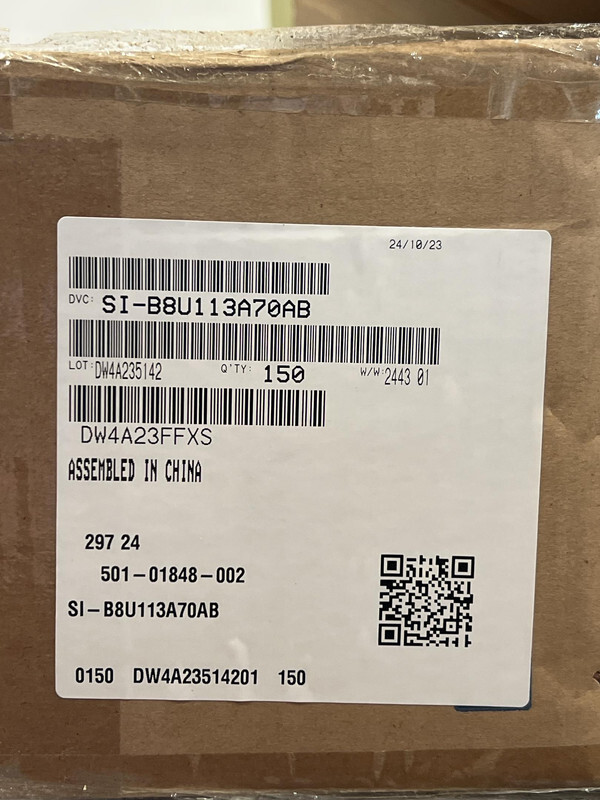 24/10/23
DVC: SI-B8U113A70AB
LOT: DW4A235142 Q'TY: 150 W/W: 2443 01
DW4A23FFXS
ASSEMBLED IN CHINA
297 24
501-01848-002
SI-B8U113A70AB
0150 DW4A23514201 150